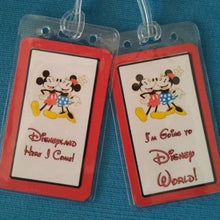 Disneyland
Here I Come!
I'm Going to
Disney
World!